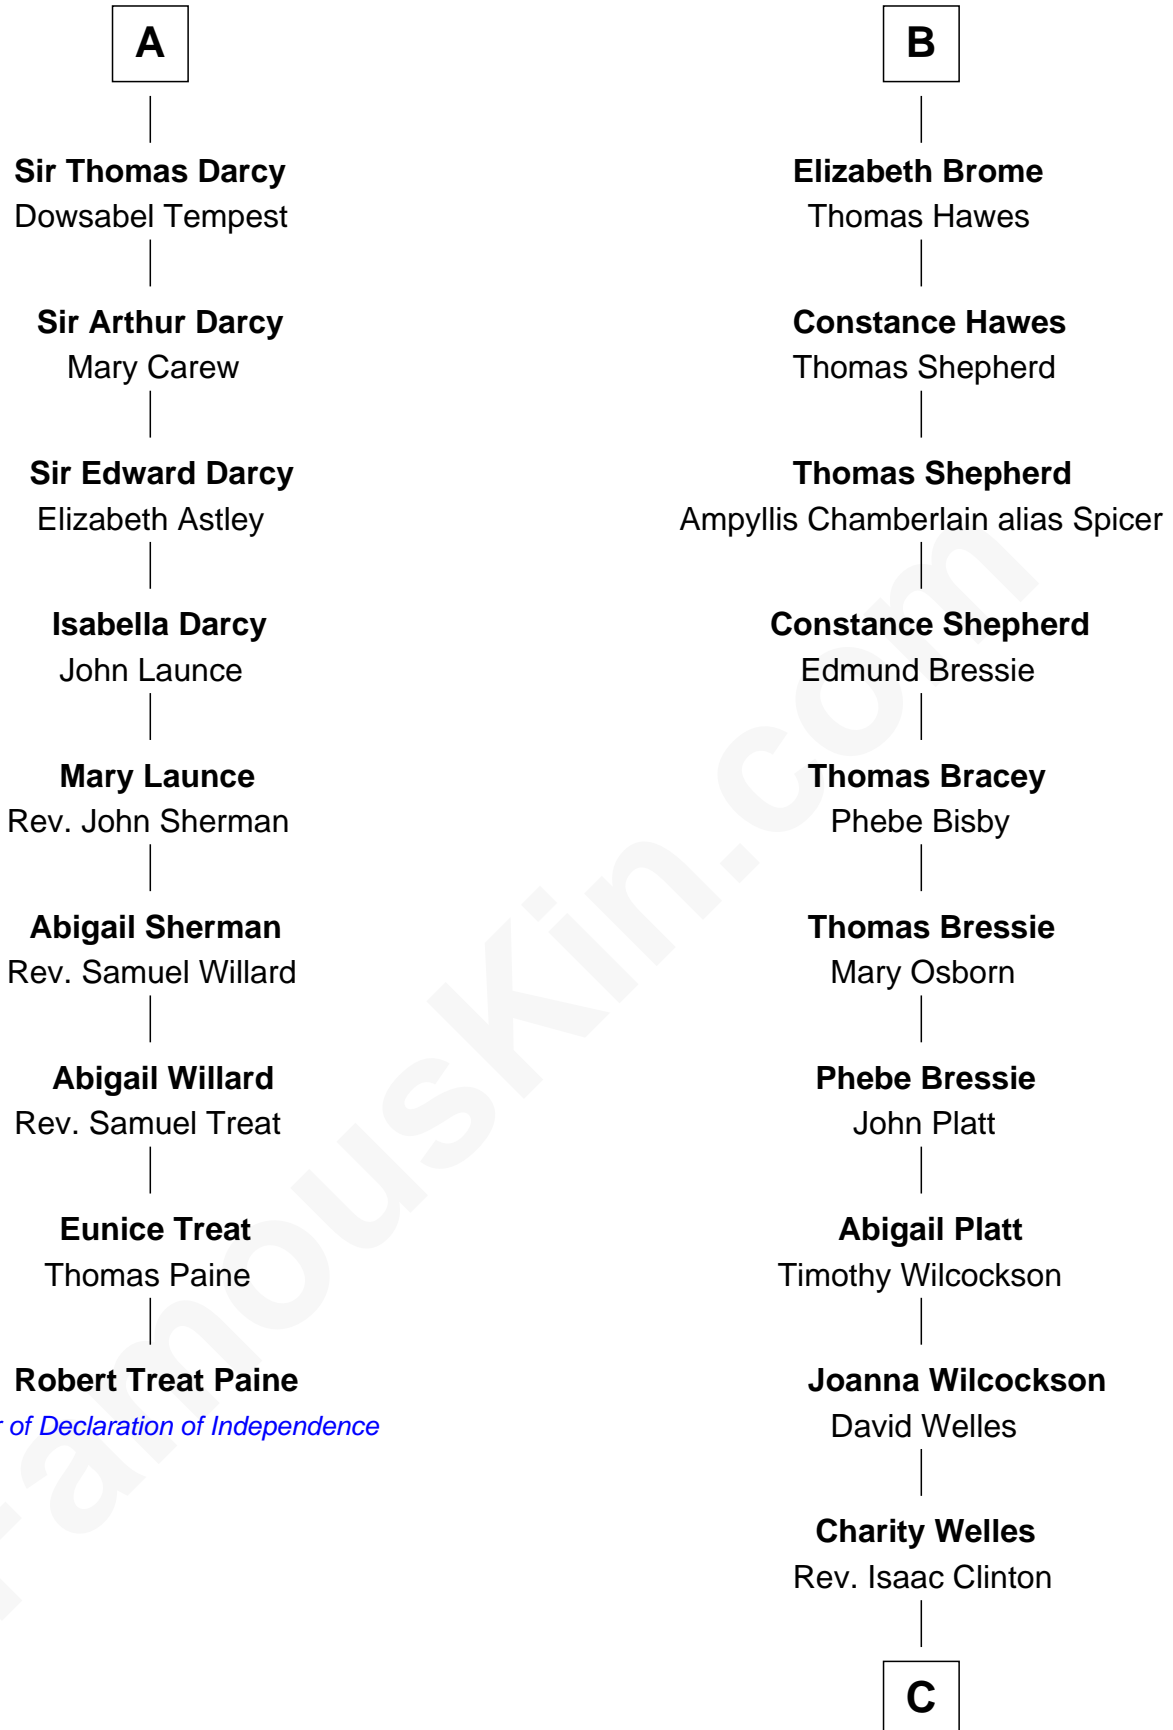 A
Sir Thomas Darcy
Dowsabel Tempest
Sir Arthur Darcy
Mary Carew
Sir Edward Darcy
Elizabeth Astley
Isabella Darcy
John Launce
Mary Launce
Rev. John Sherman
Abigail Sherman
Rev. Samuel Willard
Abigail Willard
Rev. Samuel Treat
Eunice Treat
Thomas Paine
Robert Treat Paine
of Declaration of Independence
B
Elizabeth Brome
Thomas Hawes
Constance Hawes
Thomas Shepherd
Thomas Shepherd
Ampyllis Chamberlain alias Spicer
Constance Shepherd
Edmund Bressie
Thomas Bracey
Phebe Bisby
Thomas Bressie
Mary Osborn
Phebe Bressie
John Platt
Abigail Platt
Timothy Wilcockson
Joanna Wilcockson
David Welles
Charity Welles
Rev. Isaac Clinton
C
FamousKin.com